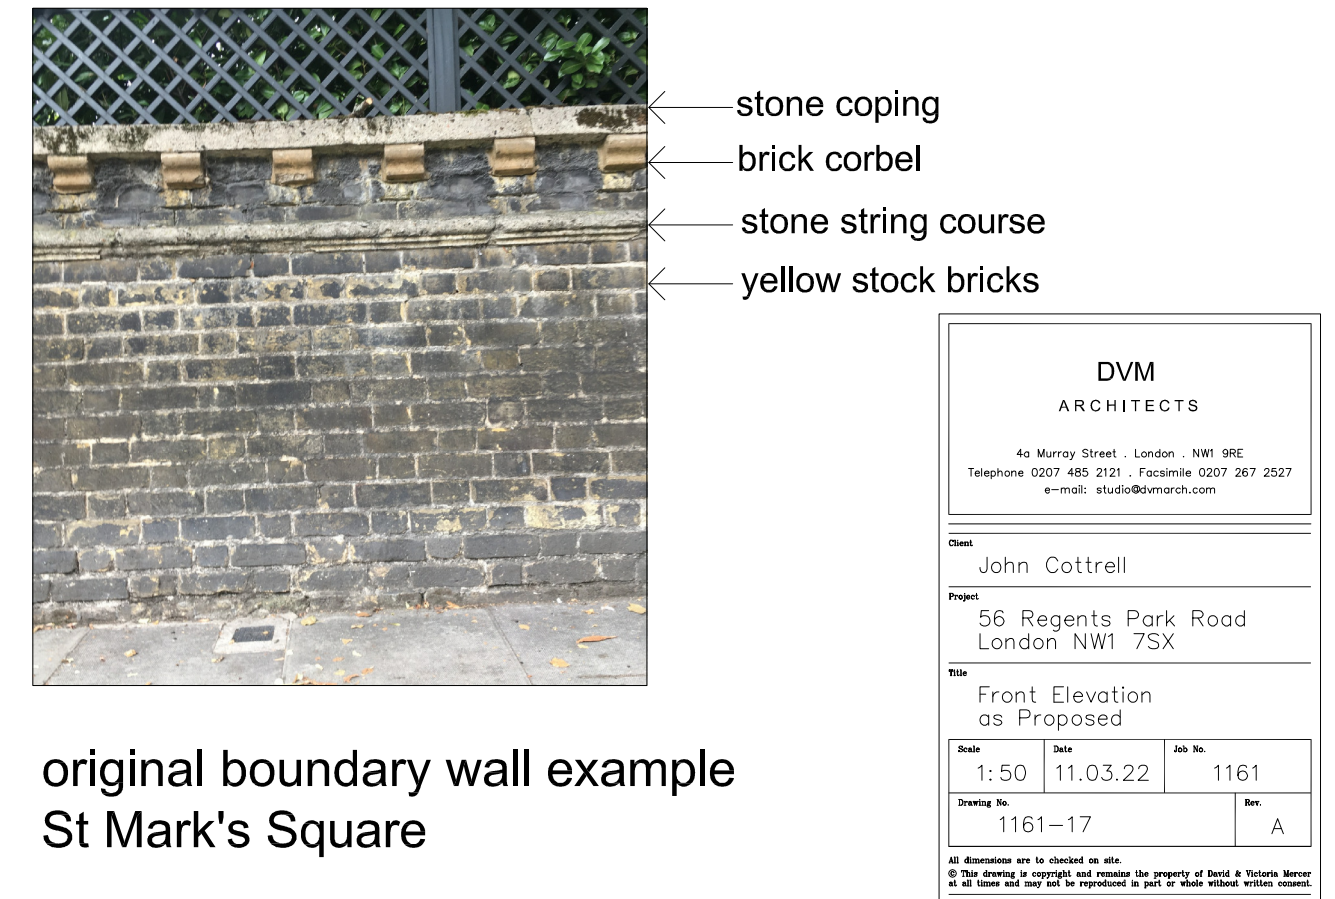 stone coping
brick corbel
stone string course
yellow stock bricks
original boundary wall example
St Mark's Square
DVM
ARCHITECTS
4a Murray Street . London . NW1 9RE
Telephone 0207 485 2121 . Facsimile 0207 267 2527
e-mail: studio@dvmarch.com
Client
John Cottrell
Project
56 Regents Park Road
London NW1 7SX
Title
Front Elevation
as Proposed
Scale Date Job No.
1:50 11.03.22 1161
Drawing No. Rev.
1161-17 A
All dimensions are to checked on site.
© This drawing is copyright and remains the property of David & Victoria Mercer
at all times and may not be reproduced in part or whole without written consent.